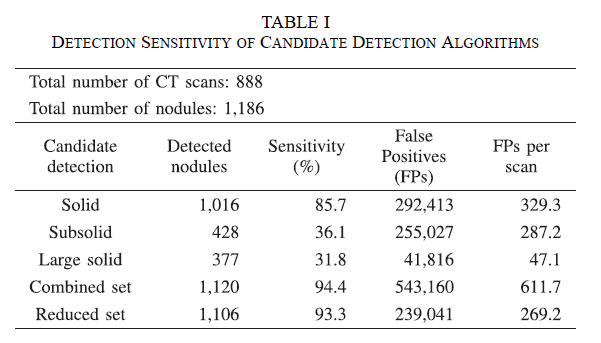 TABLE I
DETECTION SENSITIVITY OF CANDIDATE DETECTION ALGORITHMS
Total number of CT scans: 888
Total number of nodules: 1,186
Candidate detection Detected nodules Sensitivity (%) False Positives (FPs) FPs per scan
Solid 1,016 85.7 292,413 329.3
Subsolid 428 36.1 255,027 287.2
Large solid 377 31.8 41,816 47.1
Combined set 1,120 94.4 543,160 611.7
Reduced set 1,106 93.3 239,041 269.2